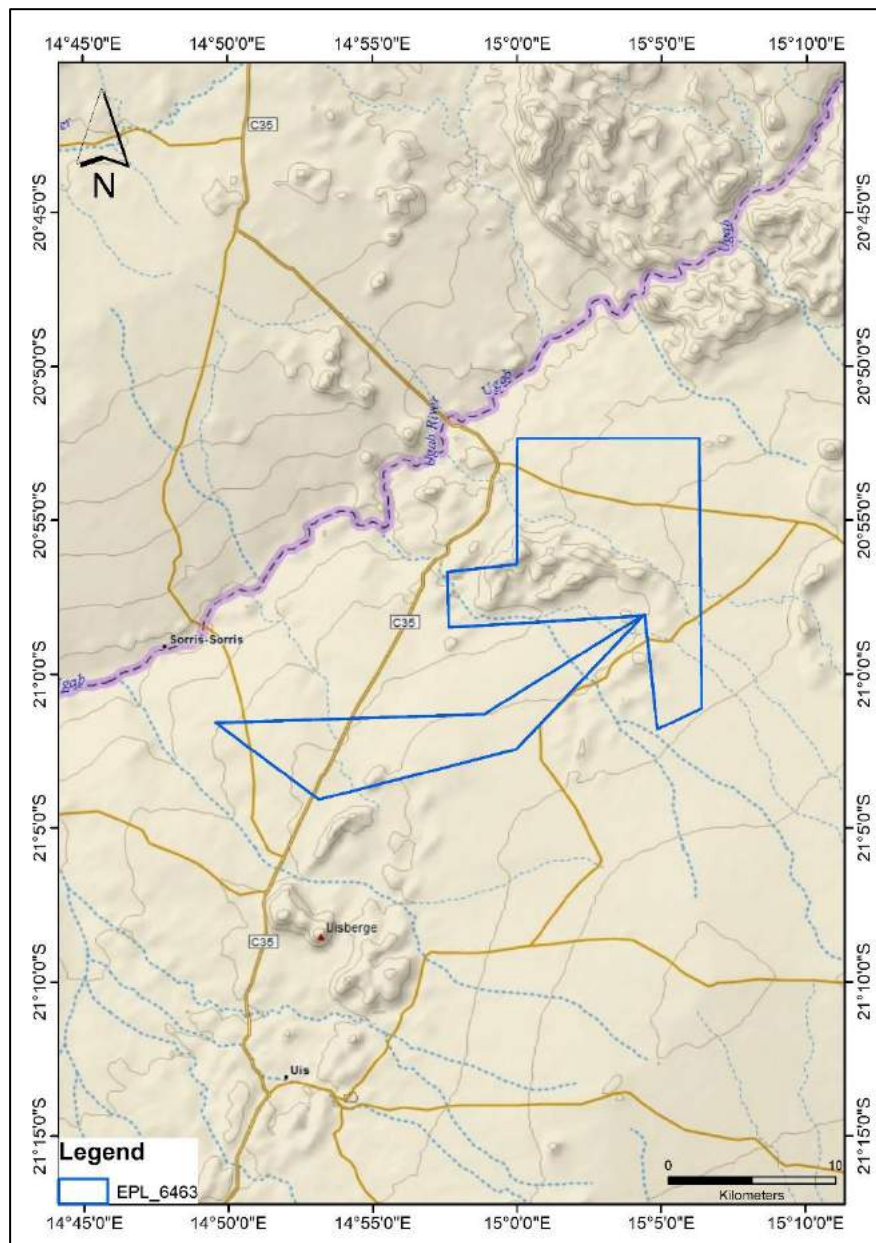 14°45'0"E 14°50'0"E 14°55'0"E 15°0'0"E 15°5'0"E 15°10'0"E
C35
N
20°45'0"S 20°45'0"S
Ugab
20°50'0"S 20°50'0"S
Ugab
Ugab River
20°55'0"S 20°55'0"S
C35
Sorris-Sorris
21°0'0"S 21°0'0"S
21°5'0"S 21°5'0"S
Uisberge
C35
21°10'0"S 21°10'0"S
Uis
21°15'0"S 21°15'0"S
Legend
EPL_6463
0 10
Kilometers
14°45'0"E 14°50'0"E 14°55'0"E 15°0'0"E 15°5'0"E 15°10'0"E